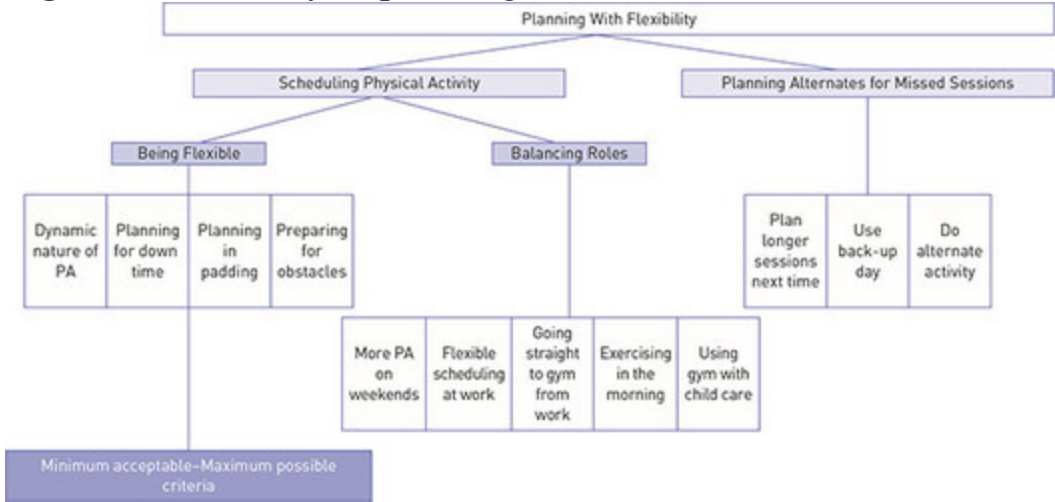 Planning With Flexibility
Scheduling Physical Activity
Planning Alternates for Missed Sessions
Being Flexible
Balancing Roles
Dynamic
nature of
PA
Planning
for down
time
Planning
in
padding
Preparing
for
obstacles
Plan
longer
sessions
next time
Use
back-up
day
Do
alternate
activity
More PA
on
weekends
Flexible
scheduling
at work
Going
straight
to gym
from
work
Exercising
in the
morning
Using
gym with
child care
Minimum acceptable–Maximum possible
criteria